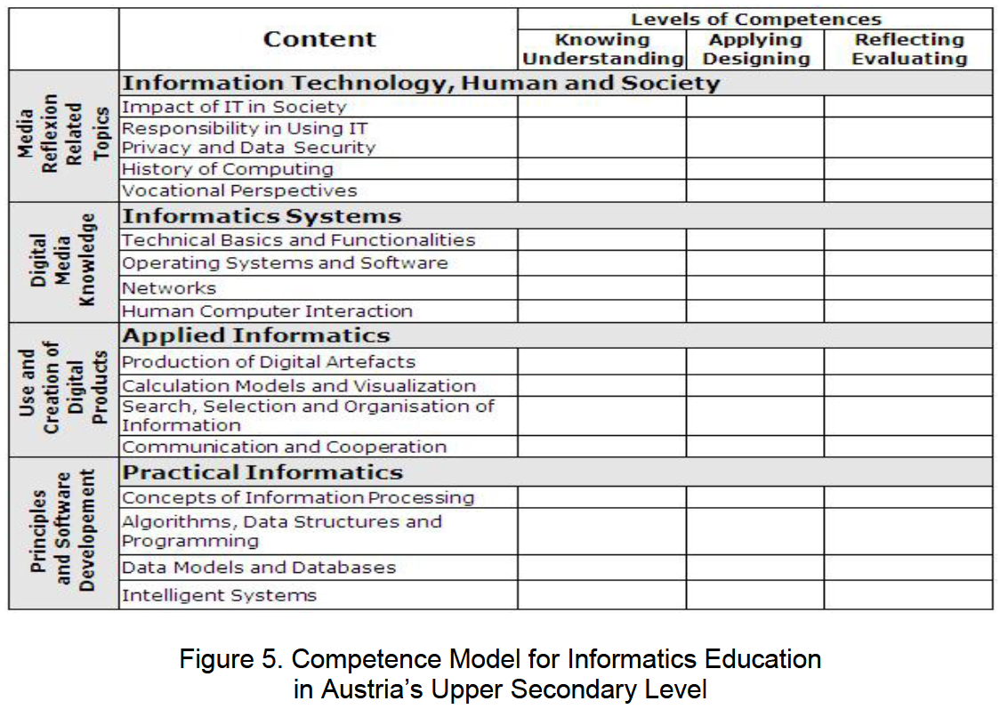 Content
Levels of Competences
Knowing Understanding
Applying Designing
Reflecting Evaluating
Media Reflexion Related Topics
Information Technology, Human and Society
Impact of IT in Society
Responsibility in Using IT
Privacy and Data Security
History of Computing
Vocational Perspectives
Digital Media Knowledge
Informatics Systems
Technical Basics and Functionalities
Operating Systems and Software
Networks
Human Computer Interaction
Use and Creation of Digital Products
Applied Informatics
Production of Digital Artefacts
Calculation Models and Visualization
Search, Selection and Organisation of
Information
Communication and Cooperation
Principles and Software Developement
Practical Informatics
Concepts of Information Processing
Algorithms, Data Structures and
Programming
Data Models and Databases
Intelligent Systems
Figure 5. Competence Model for Informatics Education
in Austria's Upper Secondary Level